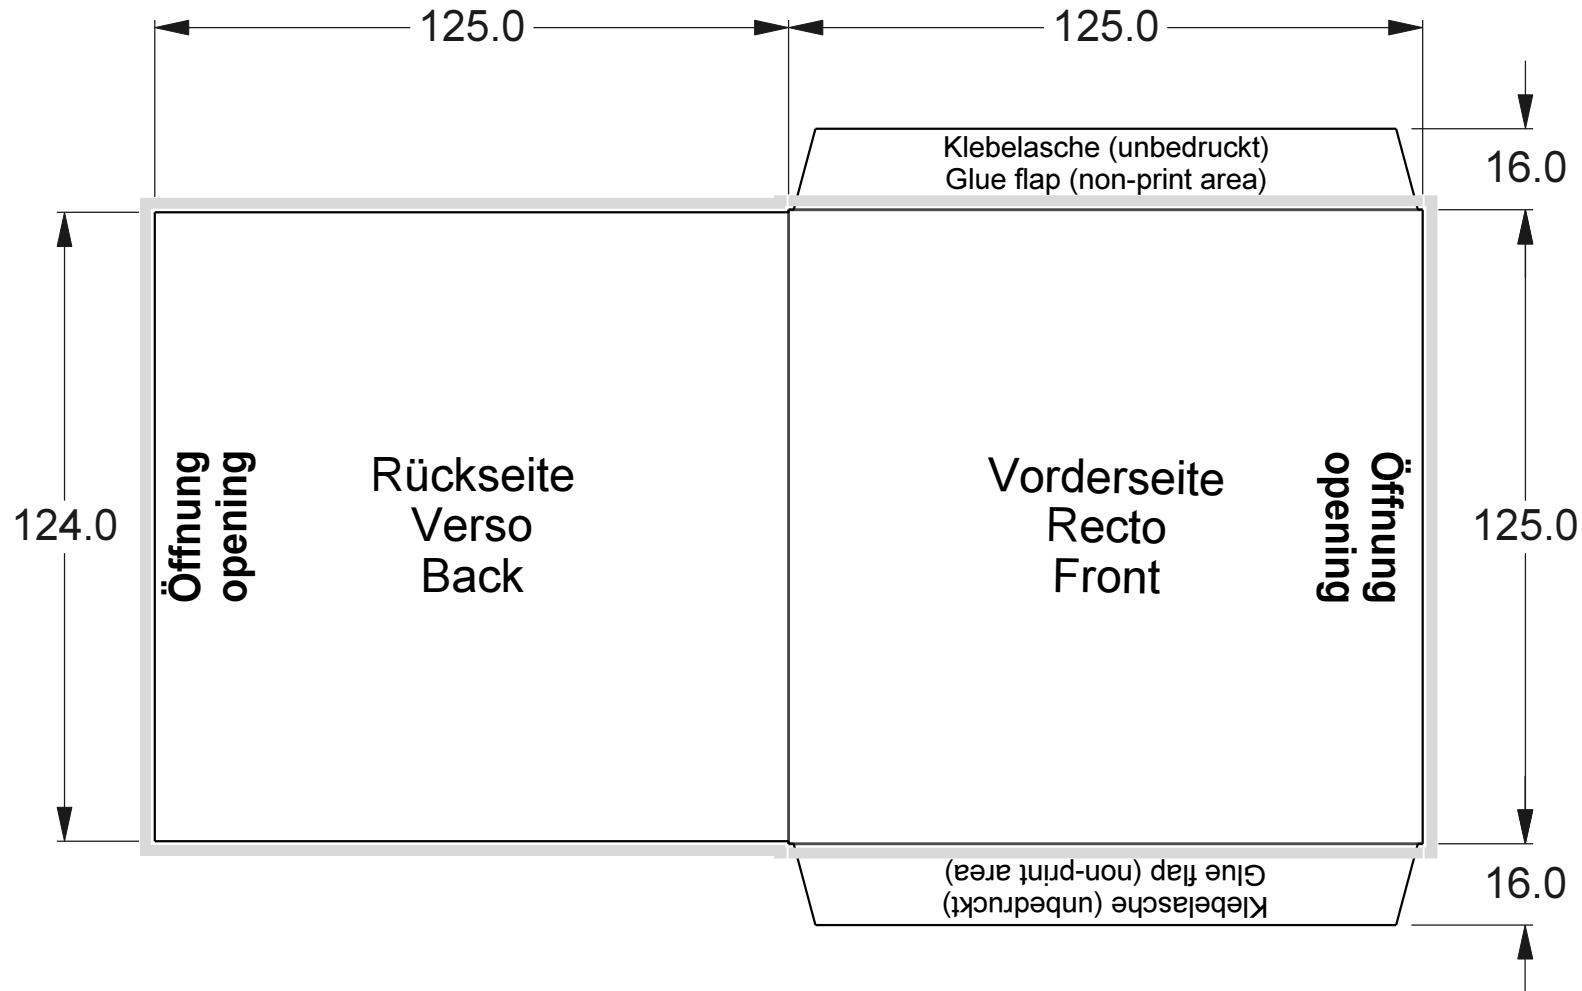 125.0
125.0
Klebelasche (unbedruckt)
Glue flap (non-print area)
16.0
Öffnung
opening
Rückseite
Verso
Back
Vorderseite
Recto
Front
opening
Öffnung
124.0
125.0
Klebelasche (unbedruckt)
Glue flap (non-print area)
16.0